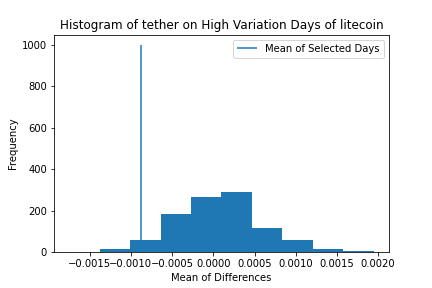 Histogram of tether on High Variation Days of litecoin
Mean of Selected Days
1000
800
600
400
200
0
Frequency
−0.0015 −0.0010 −0.0005 0.0000 0.0005 0.0010 0.0015 0.0020
Mean of Differences